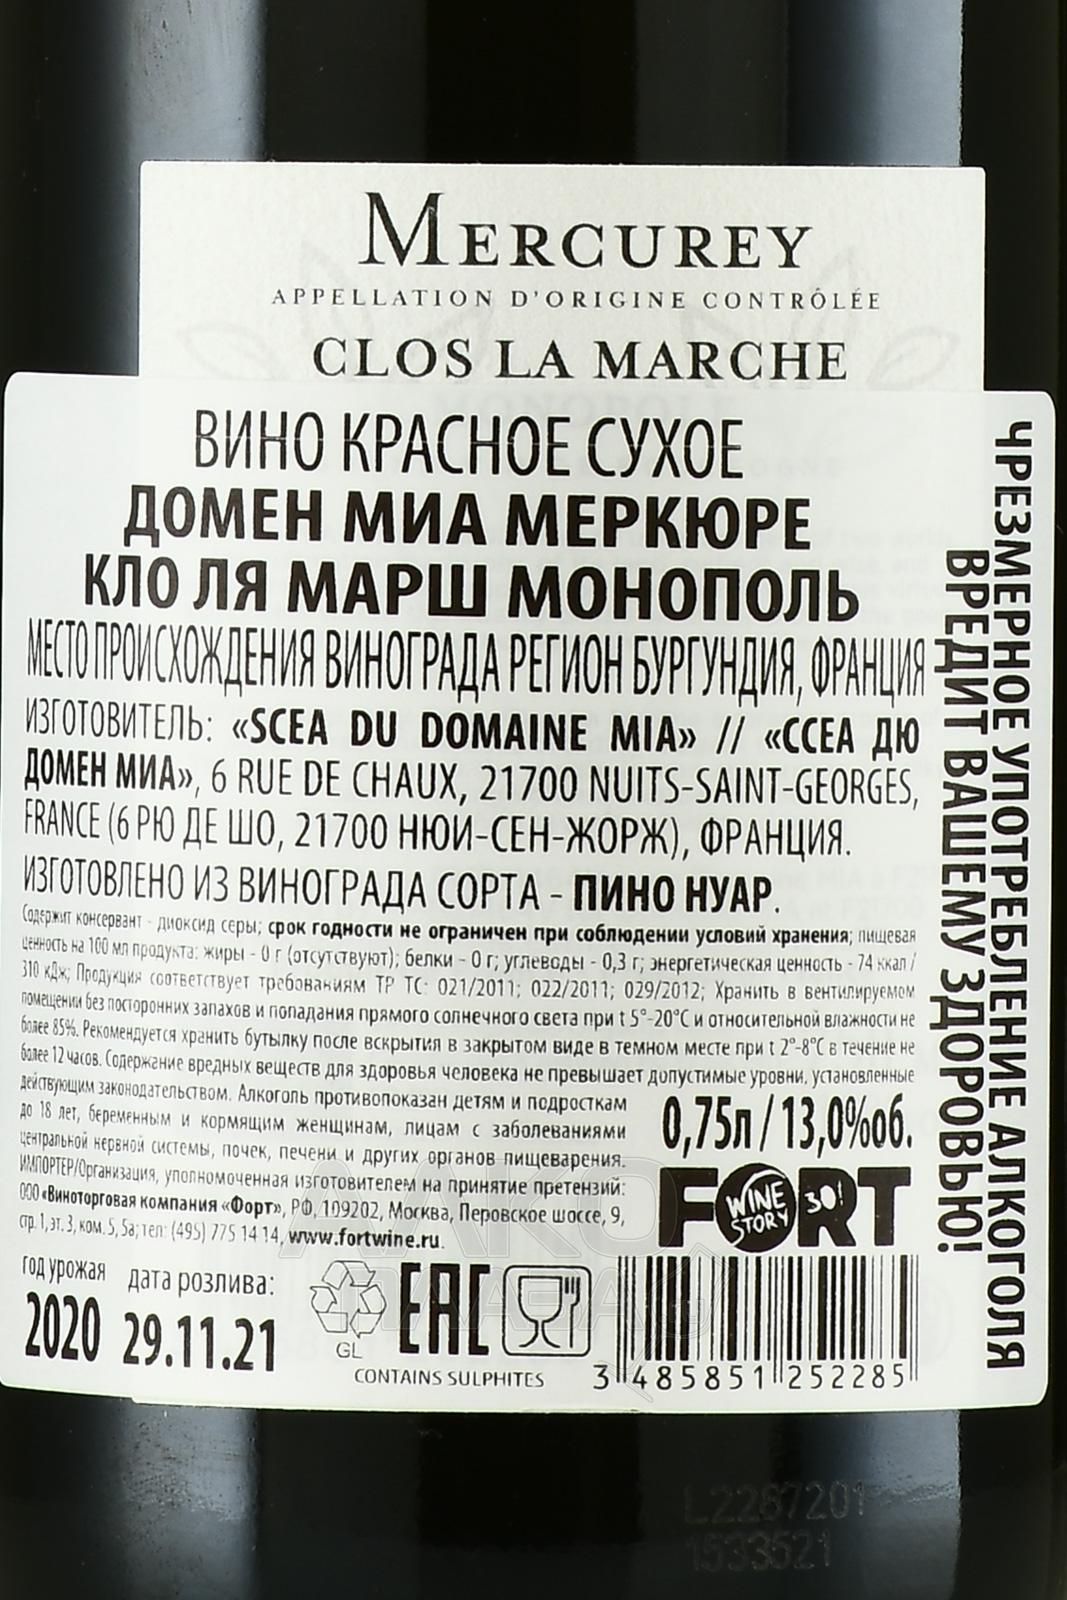 MERCUREY
APPELLATION D'ORIGINE CONTRÔLÉE
CLOS LA MARCHE
ВИНО КРАСНОЕ СУХОЕ
ДОМЕН МИА МЕРКЮРЕ
КЛО ЛЯ МАРШ МОНОПОЛЬ
МЕСТО ПРОИСХОЖДЕНИЯ ВИНОГРАДА РЕГИОН БУРГУНДИЯ, ФРАНЦИЯ
ИЗГОТОВИТЕЛЬ: «SCEA DU DOMAINE MIA» // «ССЕА ДЮ
ДОМЕН МИА», 6 RUE DE CHAUX, 21700 NUITS-SAINT-GEORGES,
FRANCE (6 РЮ ДЕ ШО, 21700 НЮИ-СЕН-ЖОРЖ), ФРАНЦИЯ.
ИЗГОТОВЛЕНО ИЗ ВИНОГРАДА СОРТА - ПИНО НУАР.
Содержит консервант - диоксид серы; срок годности не ограничен при соблюдении условий хранения; пищевая
ценность на 100 мл продукта: жиры - 0 г (отсутствуют); белки - 0 г; углеводы - 0,3 г; энергетическая ценность - 74 ккал /
310 кДж; Продукция соответствует требованиям ТР ТС: 021/2011; 022/2011; 029/2012; Хранить в вентилируемом
помещении без посторонних запахов и попадания прямого солнечного света при t 5°-20°C и относительной влажности не
более 85%. Рекомендуется хранить бутылку после вскрытия в закрытом виде в темном месте при t 2°-8°C в течение не
более 12 часов. Содержание вредных веществ для здоровья человека не превышает допустимые уровни, установленные
действующим законодательством. Алкоголь противопоказан детям и подросткам
до 18 лет, беременным и кормящим женщинам, лицам с заболеваниями
центральной нервной системы, почек, печени и других органов пищеварения.
ИМПОРТЕР/Организация, уполномоченная изготовителем на принятие претензий:
ООО «Виноторговая компания «Форт», РФ, 109202, Москва, Перовское шоссе, 9,
стр. 1, эт. 3, ком. 5, 5а; тел: (495) 775 14 14, www.fortwine.ru.
0,75л / 13,0%об.
FORT
WINE
STORY
30!
год урожая
2020
дата розлива:
29.11.21
GL
EAC
CONTAINS SULPHITES
3 485851 252285
ЧРЕЗМЕРНОЕ УПОТРЕБЛЕНИЕ АЛКОГОЛЯ
ВРЕДИТ ВАШЕМУ ЗДОРОВЬЮ!
L2287201
1533521